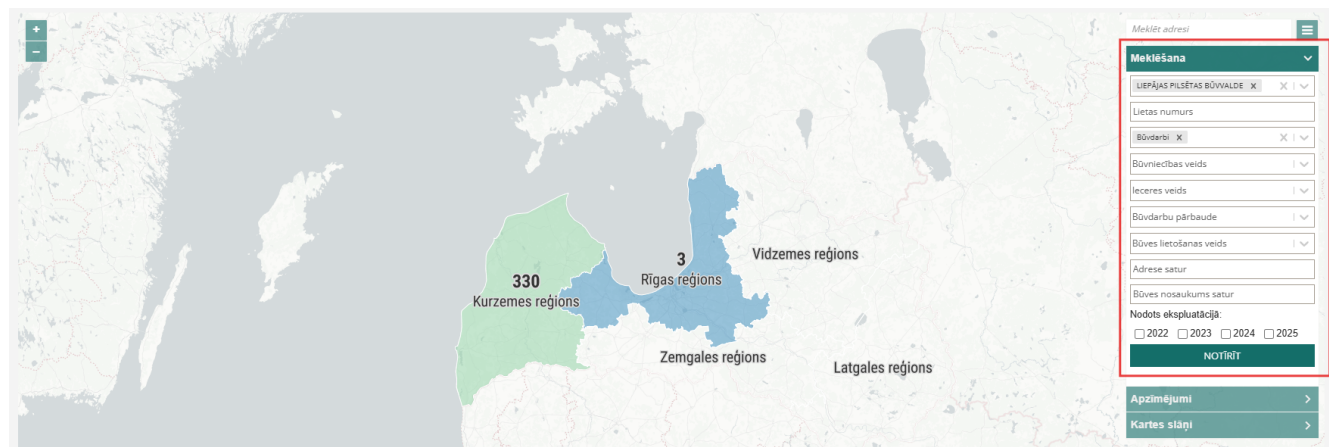 +
−
330
Kurzemes reģions
3
Rīgas reģions
Vidzemes reģions
Zemgales reģions
Latgales reģions
Meklēt adresi
Meklēšana
LIEPĀJAS PILSĒTAS BŪVVALDE X
Lietas numurs
Būvdarbi X
Būvniecības veids
Ieceres veids
Būvdarbu pārbaude
Būves lietošanas veids
Adrese satur
Būves nosaukums satur
Nodots ekspluatācijā:
2022 2023 2024 2025
NOTĪRĪT
Apzīmējumi
Kartes slāņi